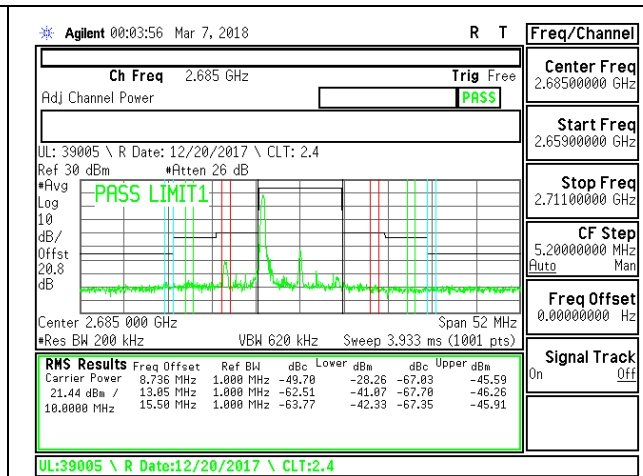 Agilent 00:03:56 Mar 7, 2018 R T
Ch Freq 2.685 GHz Trig Free
Adj Channel Power PASS
UL: 39005 \ R Date: 12/20/2017 \ CLT: 2.4
Ref 30 dBm #Atten 26 dB
#Avg
Log
10
dB/
Offst
20.8
dB
PASS LIMIT1
Center 2.685 000 GHz Span 52 MHz
#Res BW 200 kHz VBW 620 kHz Sweep 3.933 ms (1001 pts)
RMS Results Freq Offset Ref BW dBc Lower dBm dBc Upper dBm
Carrier Power 8.736 MHz 1.000 MHz -49.70 -28.26 -67.03 -45.59
21.44 dBm / 13.05 MHz 1.000 MHz -62.51 -41.07 -67.70 -46.26
10.0000 MHz 15.50 MHz 1.000 MHz -63.77 -42.33 -67.35 -45.91
UL:39005 \ R Date:12/20/2017 \ CLT:2.4
Freq/Channel
Center Freq
2.68500000 GHz
Start Freq
2.65900000 GHz
Stop Freq
2.71100000 GHz
CF Step
5.20000000 MHz
Auto Man
Freq Offset
0.00000000 Hz
Signal Track
On Off